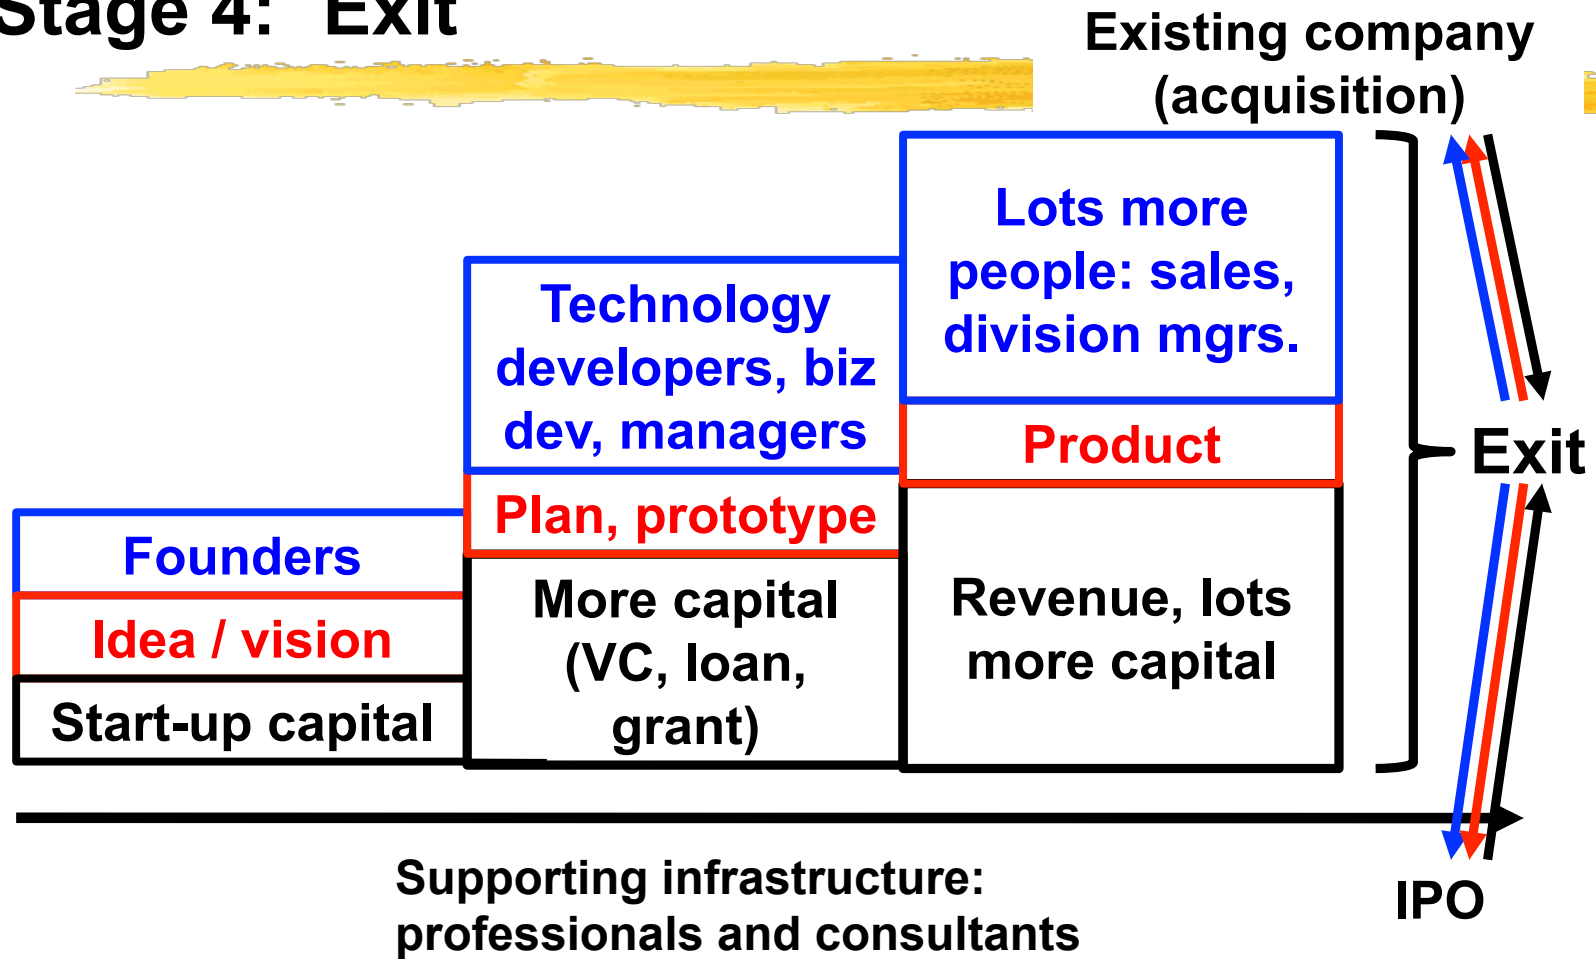 Stage 4: Exit
Existing company
(acquisition)
Lots more
people: sales,
division mgrs.
Technology
developers, biz
dev, managers
Product
Exit
Plan, prototype
Founders
More capital
(VC, loan,
grant)
Revenue, lots
more capital
Idea / vision
Start-up capital
Supporting infrastructure:
professionals and consultants
IPO